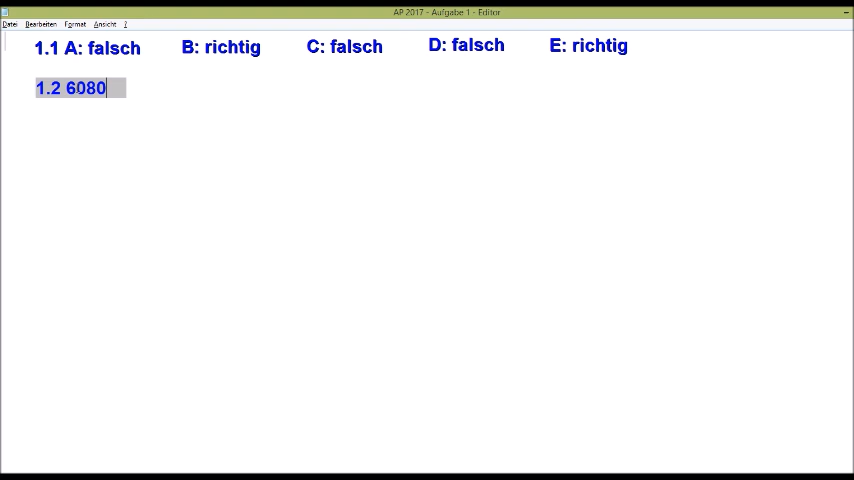 AP 2017 - Aufgabe 1 - Editor
Datei Bearbeiten Format Ansicht ?
1.1 A: falsch B: richtig C: falsch D: falsch E: richtig
1.2 6080